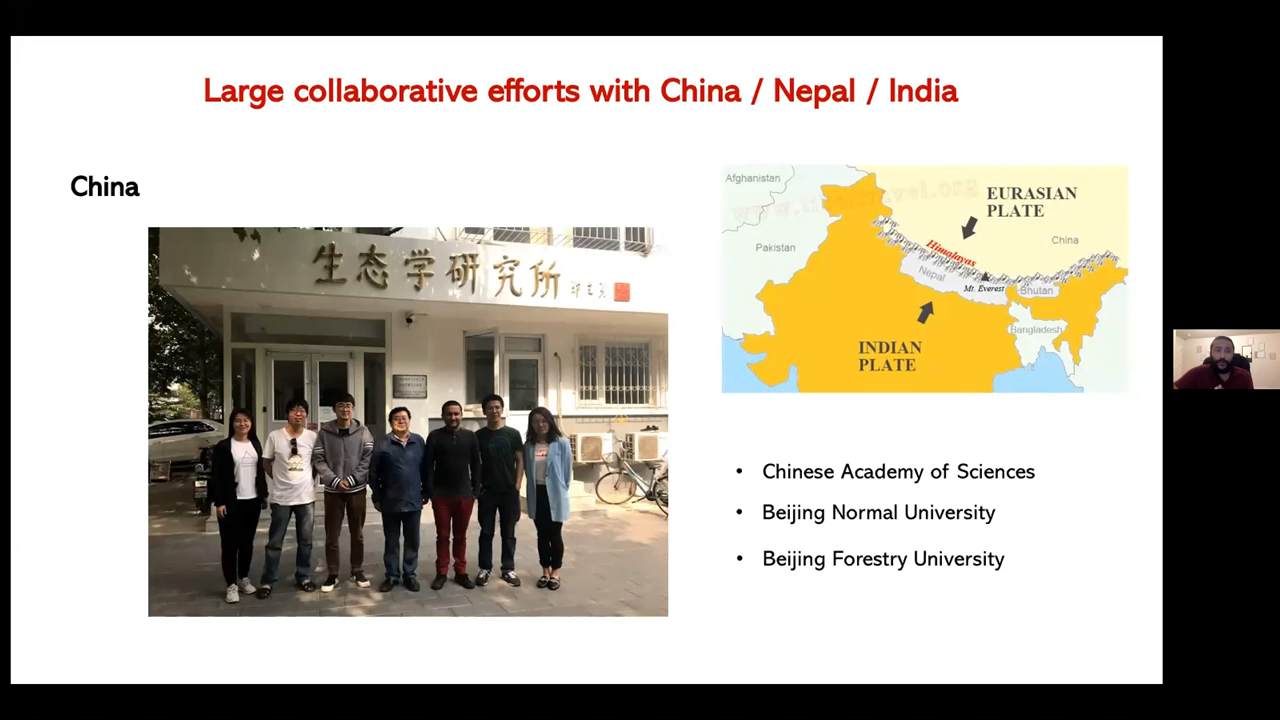 Large collaborative efforts with China / Nepal / India
China
生态学研究所
Afghanistan
EURASIAN
PLATE
Pakistan
China
Himalayas
Nepal
Mt. Everest
Bhutan
Bangladesh
INDIAN
PLATE
• Chinese Academy of Sciences
• Beijing Normal University
• Beijing Forestry University